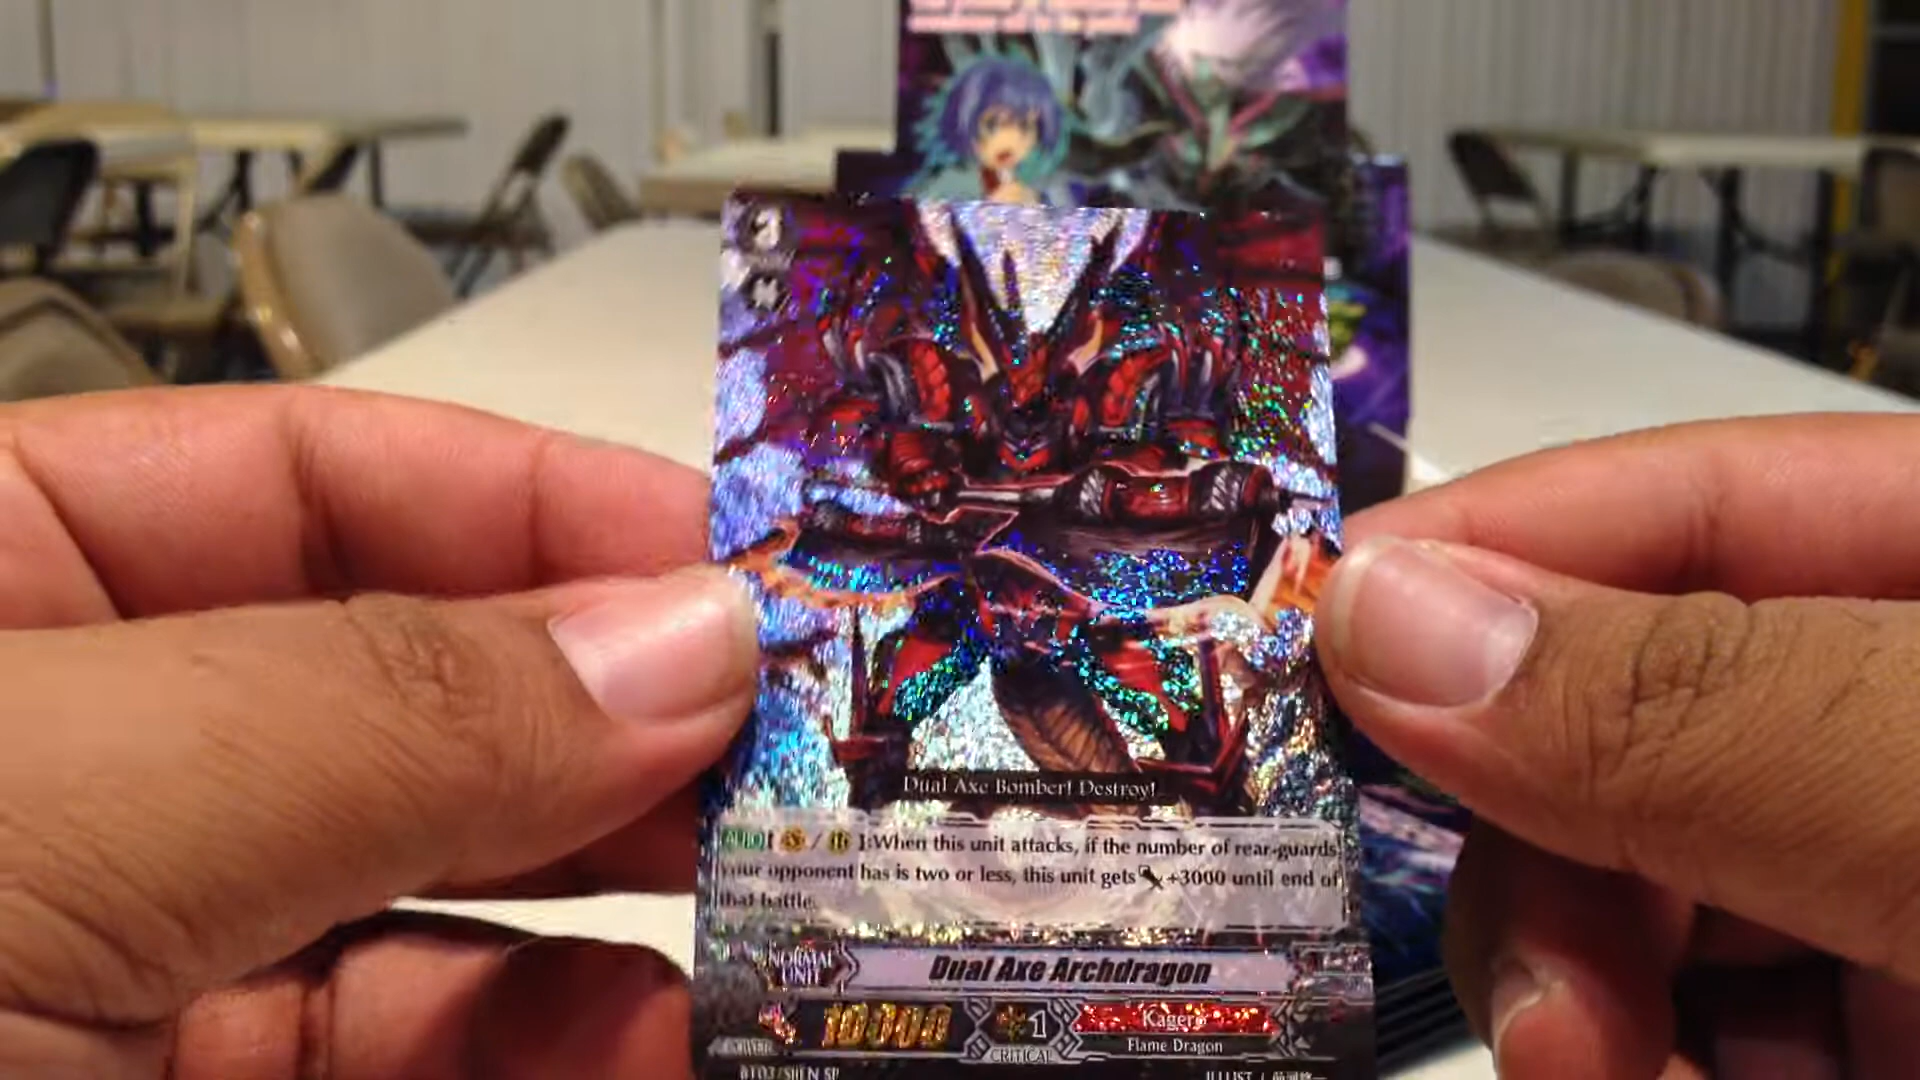 Dual Axe Bomber! Destroy!
AUTO [ / ]:When this unit attacks, if the number of rear-guards
your opponent has is two or less, this unit gets +3000 until end of
that battle.
NORMAL
UNIT
Dual Axe Archdragon
POWER
10000
1
CRITICAL
Kagero
Flame Dragon
ILLUST /